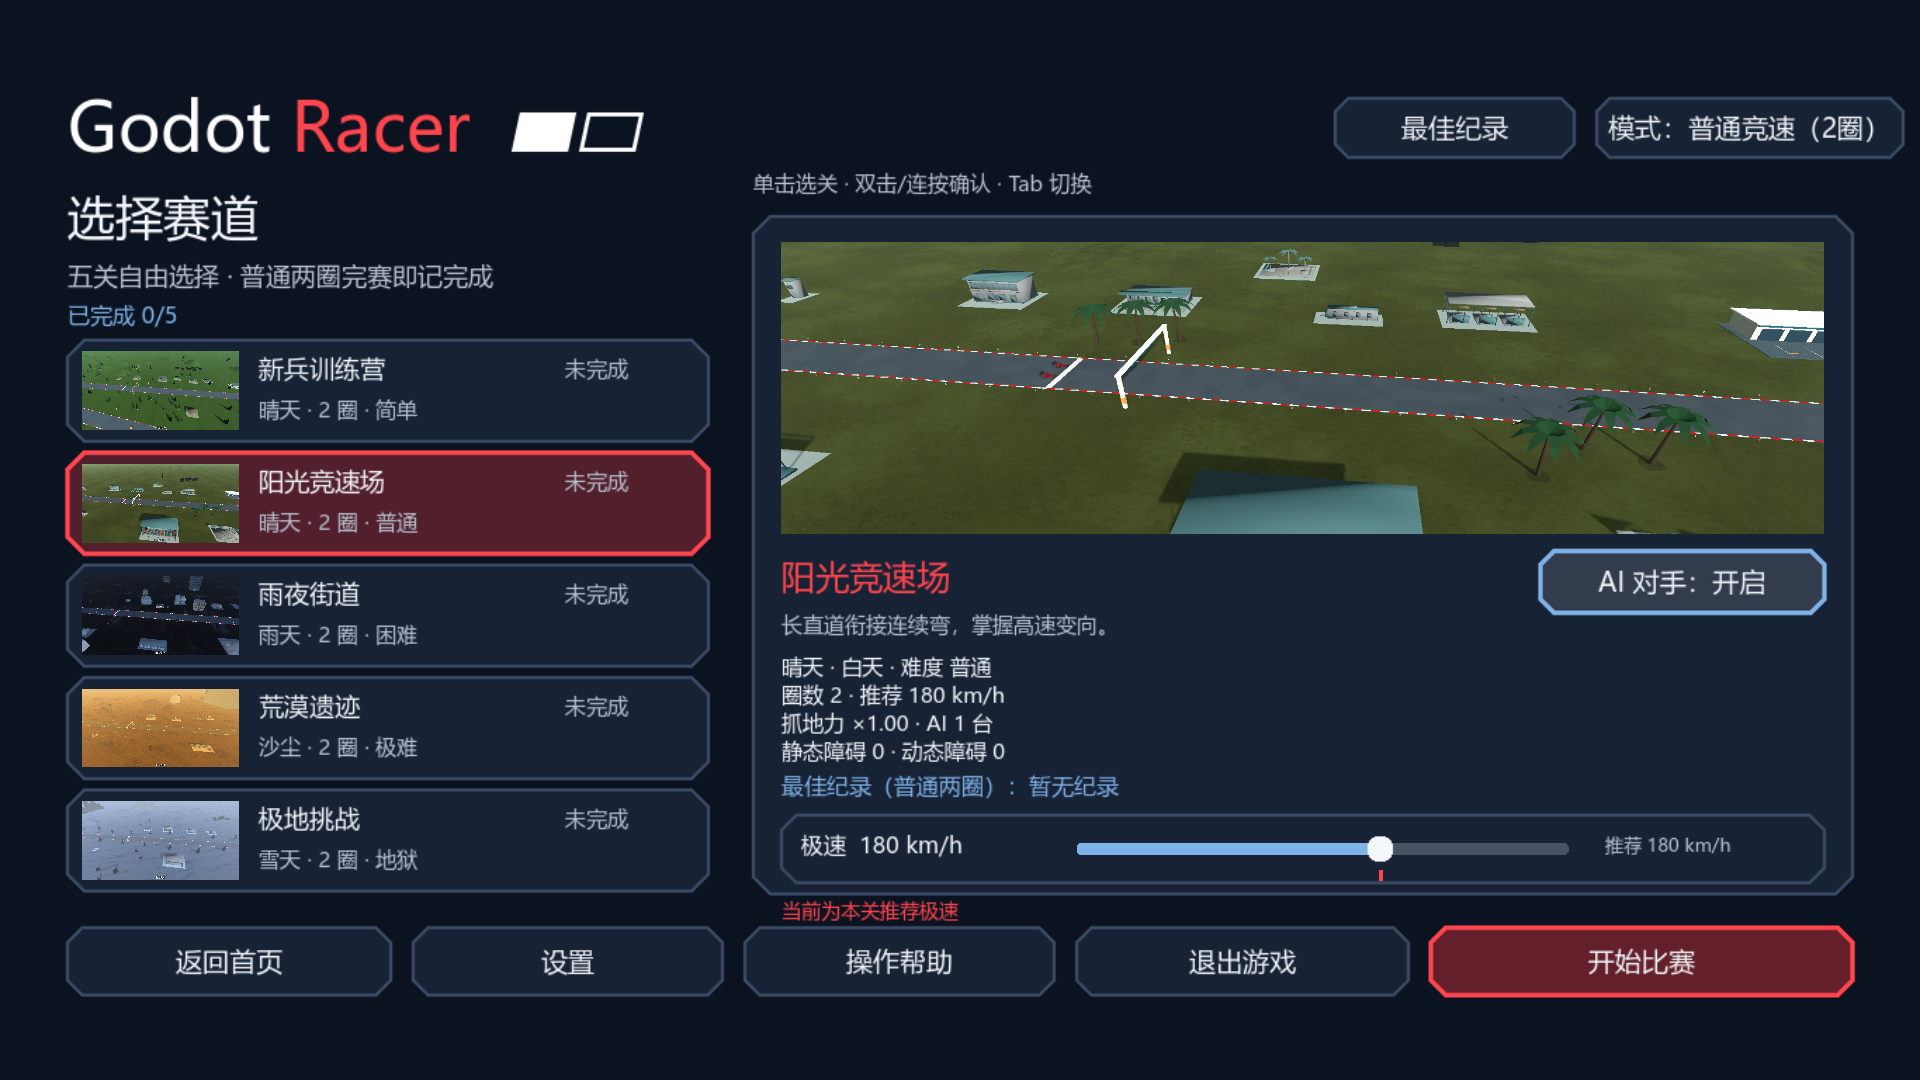 Godot Racer
最佳纪录
模式：普通竞速（2圈）
单击选关 · 双击/连按确认 · Tab 切换
选择赛道
五关自由选择 · 普通两圈完赛即记完成
已完成 0/5
新兵训练营
未完成
晴天 · 2 圈 · 简单
阳光竞速场
未完成
晴天 · 2 圈 · 普通
雨夜街道
未完成
雨天 · 2 圈 · 困难
荒漠遗迹
未完成
沙尘 · 2 圈 · 极难
极地挑战
未完成
雪天 · 2 圈 · 地狱
阳光竞速场
AI 对手：开启
长直道衔接连续弯，掌握高速变向。
晴天 · 白天 · 难度 普通
圈数 2 · 推荐 180 km/h
抓地力 ×1.00 · AI 1 台
静态障碍 0 · 动态障碍 0
最佳纪录（普通两圈）：暂无纪录
极速 180 km/h
推荐 180 km/h
当前为本关推荐极速
返回首页
设置
操作帮助
退出游戏
开始比赛